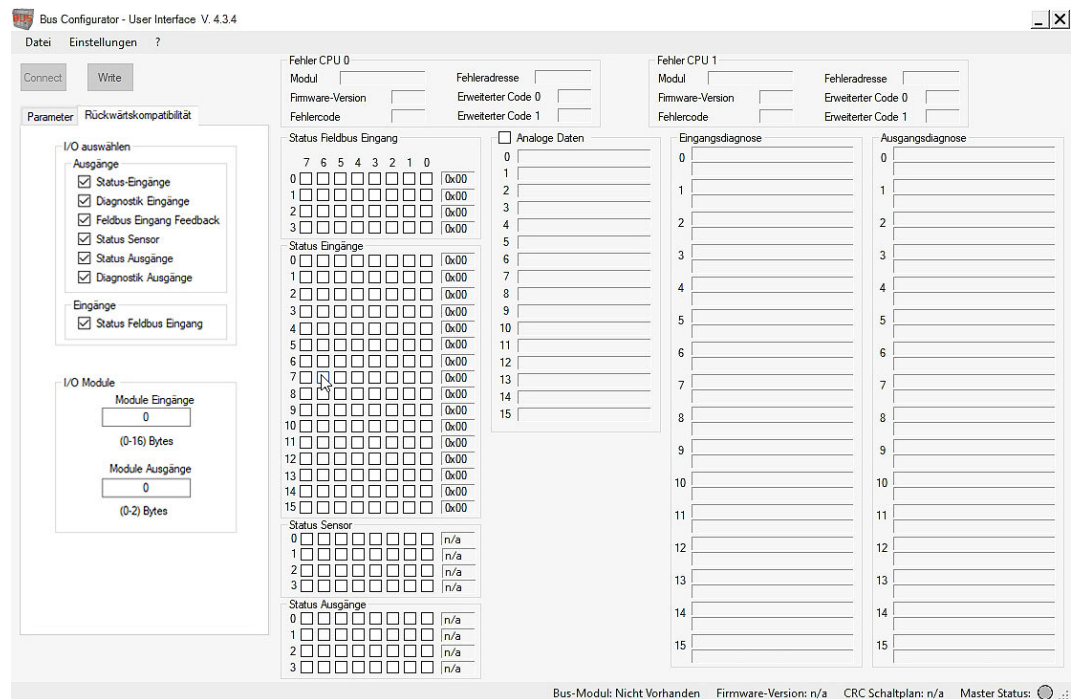 BUS Bus Configurator - User Interface V. 4.3.4
Datei Einstellungen ?
Connect Write
Parameter Rückwärtskompatibilität
I/O auswählen
Ausgänge
Status-Eingänge
Diagnostik Eingänge
Feldbus Eingang Feedback
Status Sensor
Status Ausgänge
Diagnostik Ausgänge
Eingänge
Status Feldbus Eingang
I/O Module
Module Eingänge
0
(0-16) Bytes
Module Ausgänge
0
(0-2) Bytes
Fehler CPU 0
Modul Fehleradresse
Firmware-Version Erweiterter Code 0
Fehlercode Erweiterter Code 1
Fehler CPU 1
Modul Fehleradresse
Firmware-Version Erweiterter Code 0
Fehlercode Erweiterter Code 1
Status Fieldbus Eingang
7 6 5 4 3 2 1 0
0 0x00
1 0x00
2 0x00
3 0x00
Status Eingänge
0 0x00
1 0x00
2 0x00
3 0x00
4 0x00
5 0x00
6 0x00
7 0x00
8 0x00
9 0x00
10 0x00
11 0x00
12 0x00
13 0x00
14 0x00
15 0x00
Status Sensor
0 n/a
1 n/a
2 n/a
3 n/a
Status Ausgänge
0 n/a
1 n/a
2 n/a
3 n/a
Analoge Daten
0
1
2
3
4
5
6
7
8
9
10
11
12
13
14
15
Eingangsdiagnose
0
1
2
3
4
5
6
7
8
9
10
11
12
13
14
15
Ausgangsdiagnose
0
1
2
3
4
5
6
7
8
9
10
11
12
13
14
15
Bus-Modul: Nicht Vorhanden Firmware-Version: n/a CRC Schaltplan: n/a Master Status: